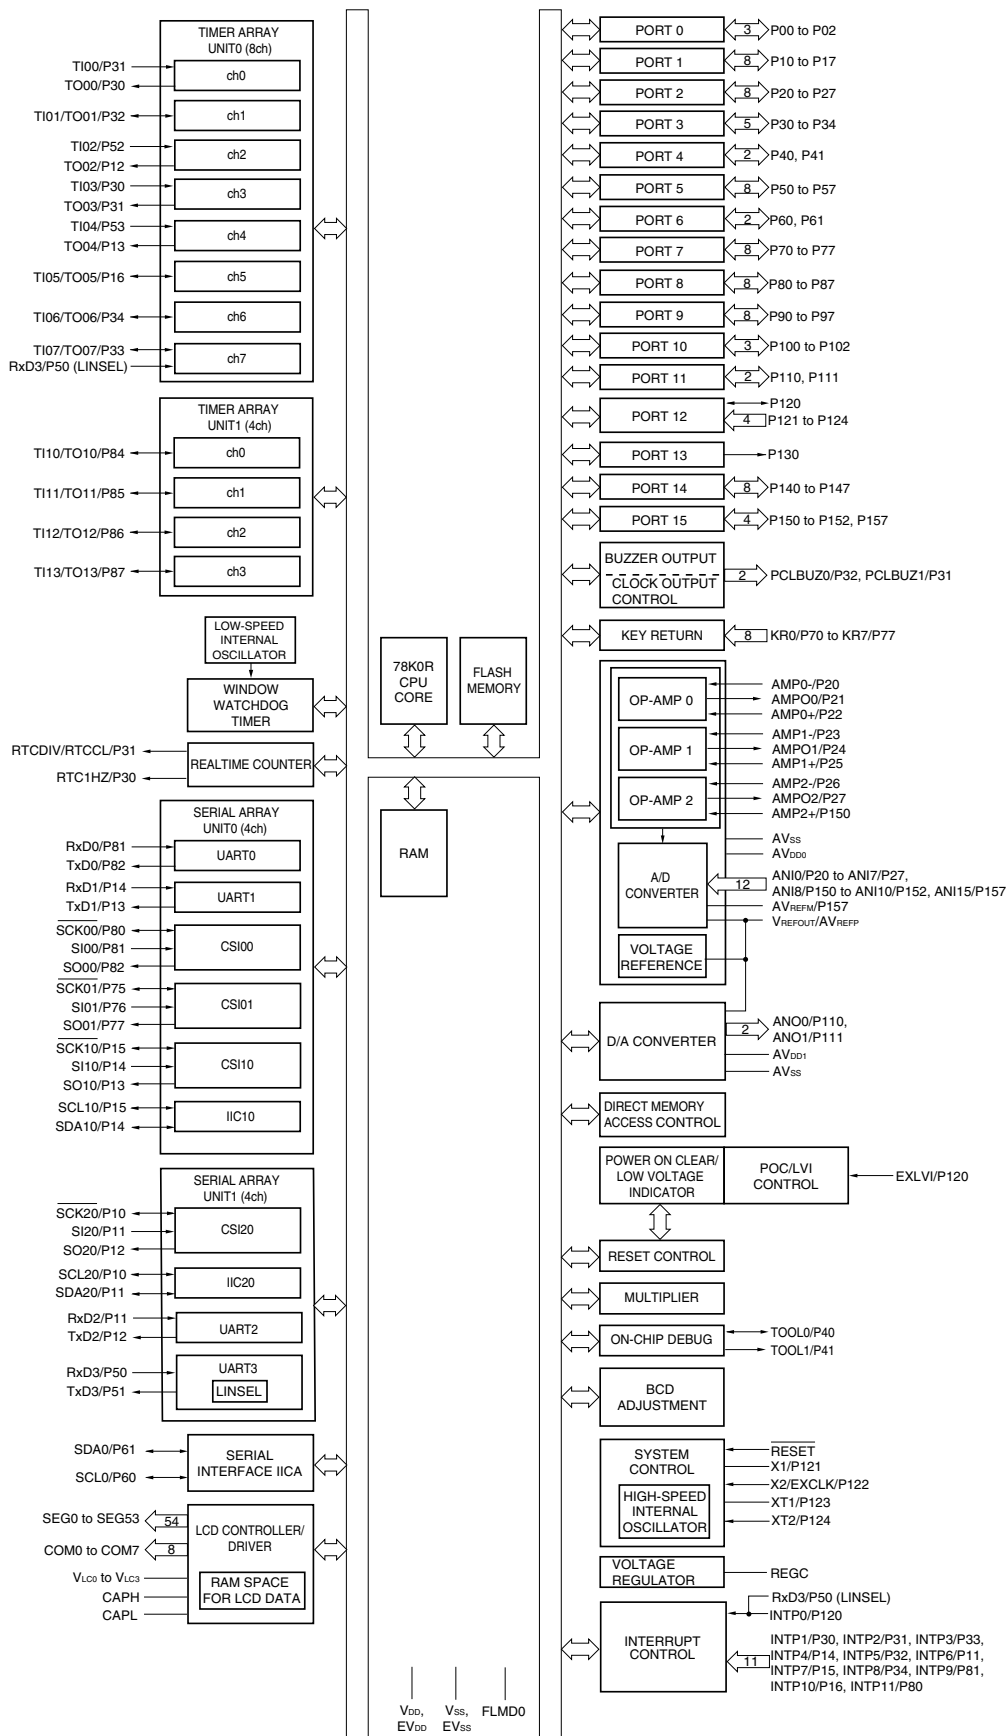 TIMER ARRAY
UNIT0 (8ch)
TI00/P31
TO00/P30
ch0
TI01/TO01/P32
ch1
TI02/P52
TO02/P12
ch2
TI03/P30
TO03/P31
ch3
TI04/P53
TO04/P13
ch4
TI05/TO05/P16
ch5
TI06/TO06/P34
ch6
TI07/TO07/P33
RxD3/P50 (LINSEL)
ch7
TIMER ARRAY
UNIT1 (4ch)
TI10/TO10/P84
ch0
TI11/TO11/P85
ch1
TI12/TO12/P86
ch2
TI13/TO13/P87
ch3
LOW-SPEED
INTERNAL
OSCILLATOR
WINDOW
WATCHDOG
TIMER
RTCDIV/RTCCL/P31
RTC1HZ/P30
REALTIME COUNTER
SERIAL ARRAY
UNIT0 (4ch)
RxD0/P81
TxD0/P82
UART0
RxD1/P14
TxD1/P13
UART1
SCK00/P80
SI00/P81
SO00/P82
CSI00
SCK01/P75
SI01/P76
SO01/P77
CSI01
SCK10/P15
SI10/P14
SO10/P13
CSI10
SCL10/P15
SDA10/P14
IIC10
SERIAL ARRAY
UNIT1 (4ch)
SCK20/P10
SI20/P11
SO20/P12
CSI20
SCL20/P10
SDA20/P11
IIC20
RxD2/P11
TxD2/P12
UART2
RxD3/P50
TxD3/P51
UART3
LINSEL
SDA0/P61
SCL0/P60
SERIAL
INTERFACE IICA
SEG0 to SEG53
54
COM0 to COM7
8
VLC0 to VLC3
CAPH
CAPL
LCD CONTROLLER/
DRIVER
RAM SPACE
FOR LCD DATA
78K0R
CPU
CORE
FLASH
MEMORY
RAM
VDD,
EVDD
VSS,
EVSS
FLMD0
PORT 0
3
P00 to P02
PORT 1
8
P10 to P17
PORT 2
8
P20 to P27
PORT 3
5
P30 to P34
PORT 4
2
P40, P41
PORT 5
8
P50 to P57
PORT 6
2
P60, P61
PORT 7
8
P70 to P77
PORT 8
8
P80 to P87
PORT 9
8
P90 to P97
PORT 10
3
P100 to P102
PORT 11
2
P110, P111
PORT 12
P120
4
P121 to P124
PORT 13
P130
PORT 14
8
P140 to P147
PORT 15
4
P150 to P152, P157
BUZZER OUTPUT
CLOCK OUTPUT
CONTROL
2
PCLBUZ0/P32, PCLBUZ1/P31
KEY RETURN
8
KR0/P70 to KR7/P77
OP-AMP 0
AMP0-/P20
AMPO0/P21
AMP0+/P22
OP-AMP 1
AMP1-/P23
AMPO1/P24
AMP1+/P25
OP-AMP 2
AMP2-/P26
AMPO2/P27
AMP2+/P150
AVSS
AVDD0
A/D
CONVERTER
12
ANI0/P20 to ANI7/P27,
ANI8/P150 to ANI10/P152, ANI15/P157
AVREFM/P157
VREFOUT/AVREFP
VOLTAGE
REFERENCE
D/A CONVERTER
2
ANO0/P110,
ANO1/P111
AVDD1
AVSS
DIRECT MEMORY
ACCESS CONTROL
POWER ON CLEAR/
LOW VOLTAGE
INDICATOR
POC/LVI
CONTROL
EXLVI/P120
RESET CONTROL
MULTIPLIER
ON-CHIP DEBUG
TOOL0/P40
TOOL1/P41
BCD
ADJUSTMENT
SYSTEM
CONTROL
HIGH-SPEED
INTERNAL
OSCILLATOR
RESET
X1/P121
X2/EXCLK/P122
XT1/P123
XT2/P124
VOLTAGE
REGULATOR
REGC
INTERRUPT
CONTROL
RxD3/P50 (LINSEL)
INTP0/P120
11
INTP1/P30, INTP2/P31, INTP3/P33,
INTP4/P14, INTP5/P32, INTP6/P11,
INTP7/P15, INTP8/P34, INTP9/P81,
INTP10/P16, INTP11/P80